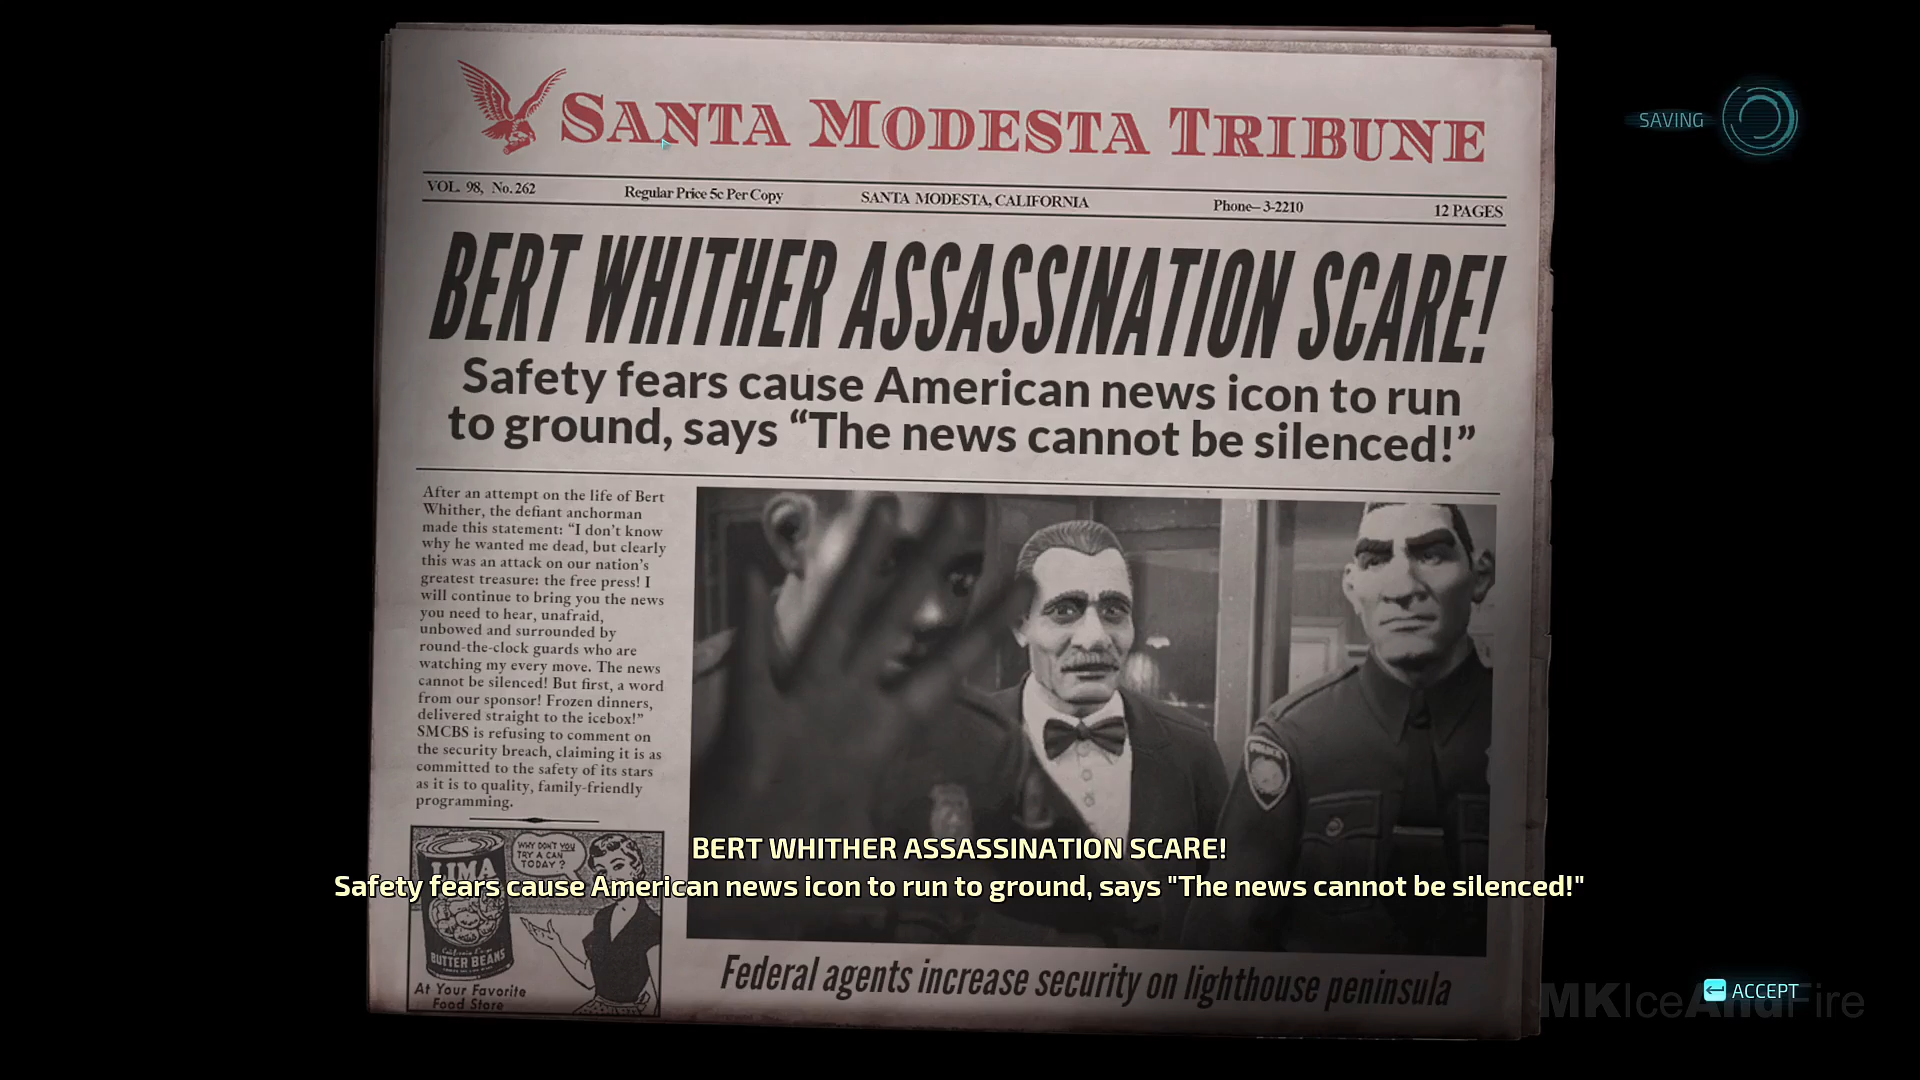 SANTA MODESTA TRIBUNE
SAVING
VOL. 98, No. 262 Regular Price 5c Per Copy SANTA MODESTA, CALIFORNIA Phone–3-2210 12 PAGES
BERT WHITHER ASSASSINATION SCARE!
Safety fears cause American news icon to run
to ground, says “The news cannot be silenced!”
After an attempt on the life of Bert
Whither, the defiant anchorman
made this statement: “I don’t know
why he wanted me dead, but clearly
this was an attack on our nation’s
greatest treasure: the free press! I
will continue to bring you the news
you need to hear, unafraid,
unbowed and surrounded by
round-the-clock guards who are
watching my every move. The news
cannot be silenced! But first, a word
from our sponsor! Frozen dinners,
delivered straight to the icebox!”
SMCBS is refusing to comment on
the security breach, claiming it is as
committed to the safety of its stars
as it is to quality, family-friendly
programming.
POLICE
WHY DON'T YOU
TRY A CAN
TODAY?
LIMA
BUTTER BEANS
At Your Favorite
Food Store
BERT WHITHER ASSASSINATION SCARE!
Safety fears cause American news icon to run to ground, says "The news cannot be silenced!"
Federal agents increase security on lighthouse peninsula
ACCEPT
MKIceAndFire